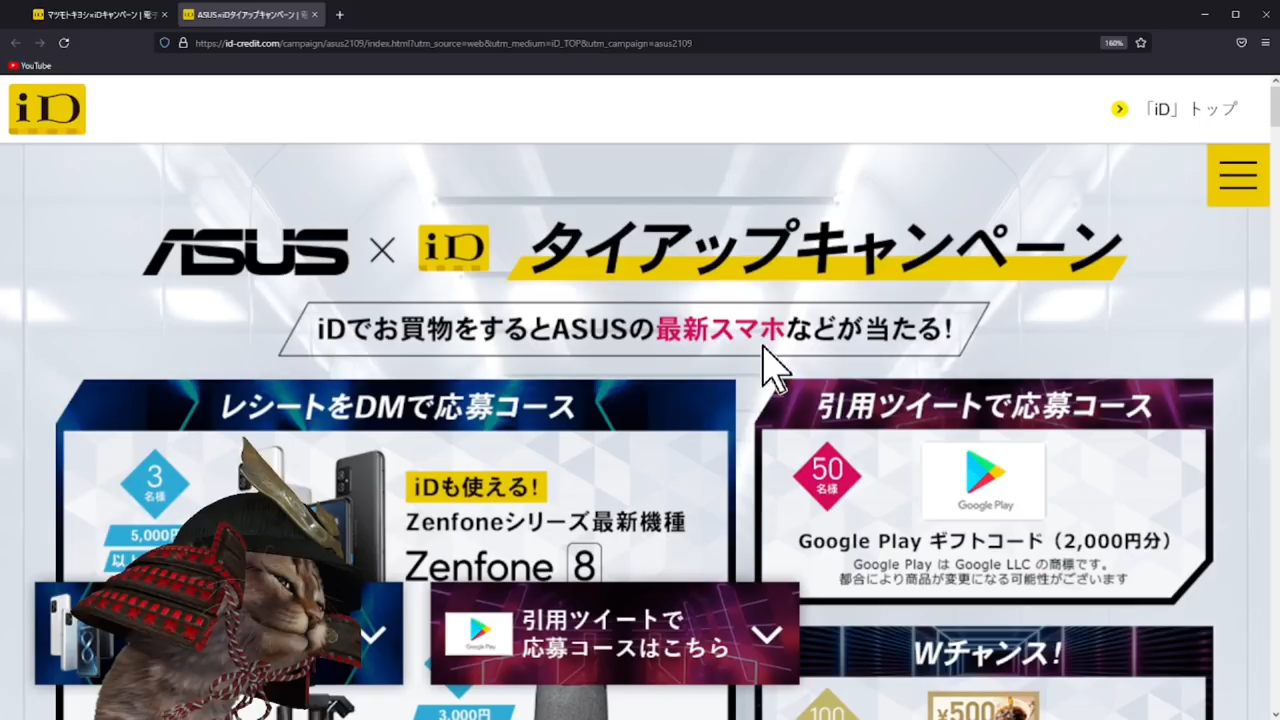 マツモトキヨシ×iDキャンペーン | 電子
ASUS×iDタイアップキャンペーン | 電
https://id-credit.com/campaign/asus2109/index.html?utm_source=web&utm_medium=iD_TOP&utm_campaign=asus2109
160%
YouTube
iD
「iD」トップ
ASUS × iD タイアップキャンペーン
iDでお買物をするとASUSの最新スマホなどが当たる!
レシートをDMで応募コース
引用ツイートで応募コース
3
名様
5,000円
以
iDも使える!
Zenfoneシリーズ最新機種
Zenfone 8
50
名様
Google Play
Google Play ギフトコード(2,000円分)
Google Play は Google LLC の商標です。
都合により商品が変更になる可能性がございます
Google Play
引用ツイートで
応募コースはこちら
Wチャンス!
3,000円
100
¥500